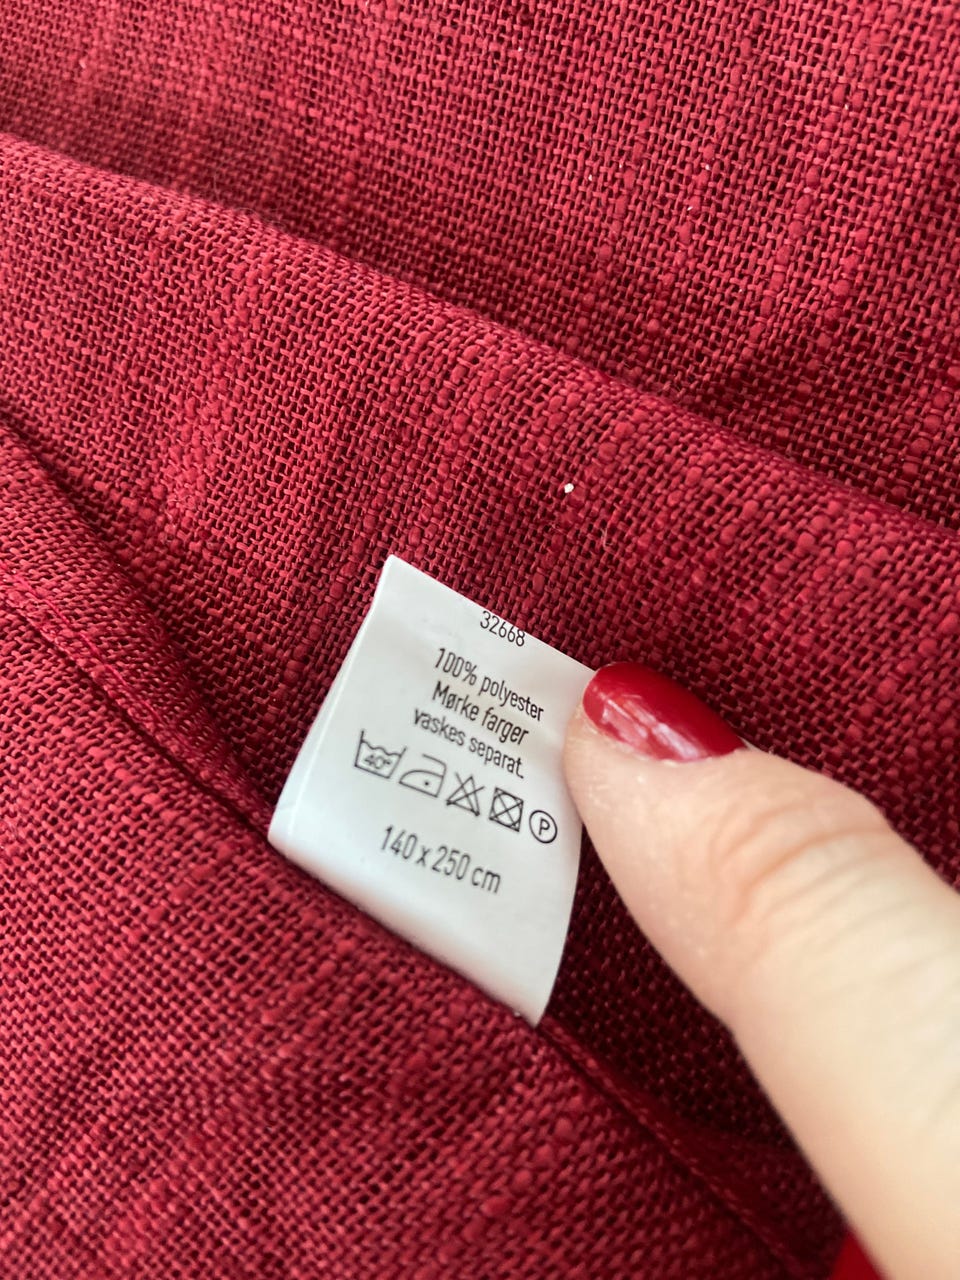 32668
100% polyester
Mørke farger
vaskes separat.
40° P
140 x 250 cm